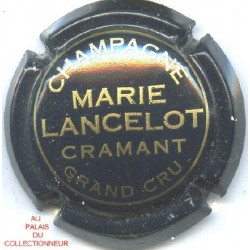 CHAMPAGNE
MARIE
LANCELOT
CRAMANT
GRAND CRU
AU
PALAIS
DU
COLLECTIONNEUR